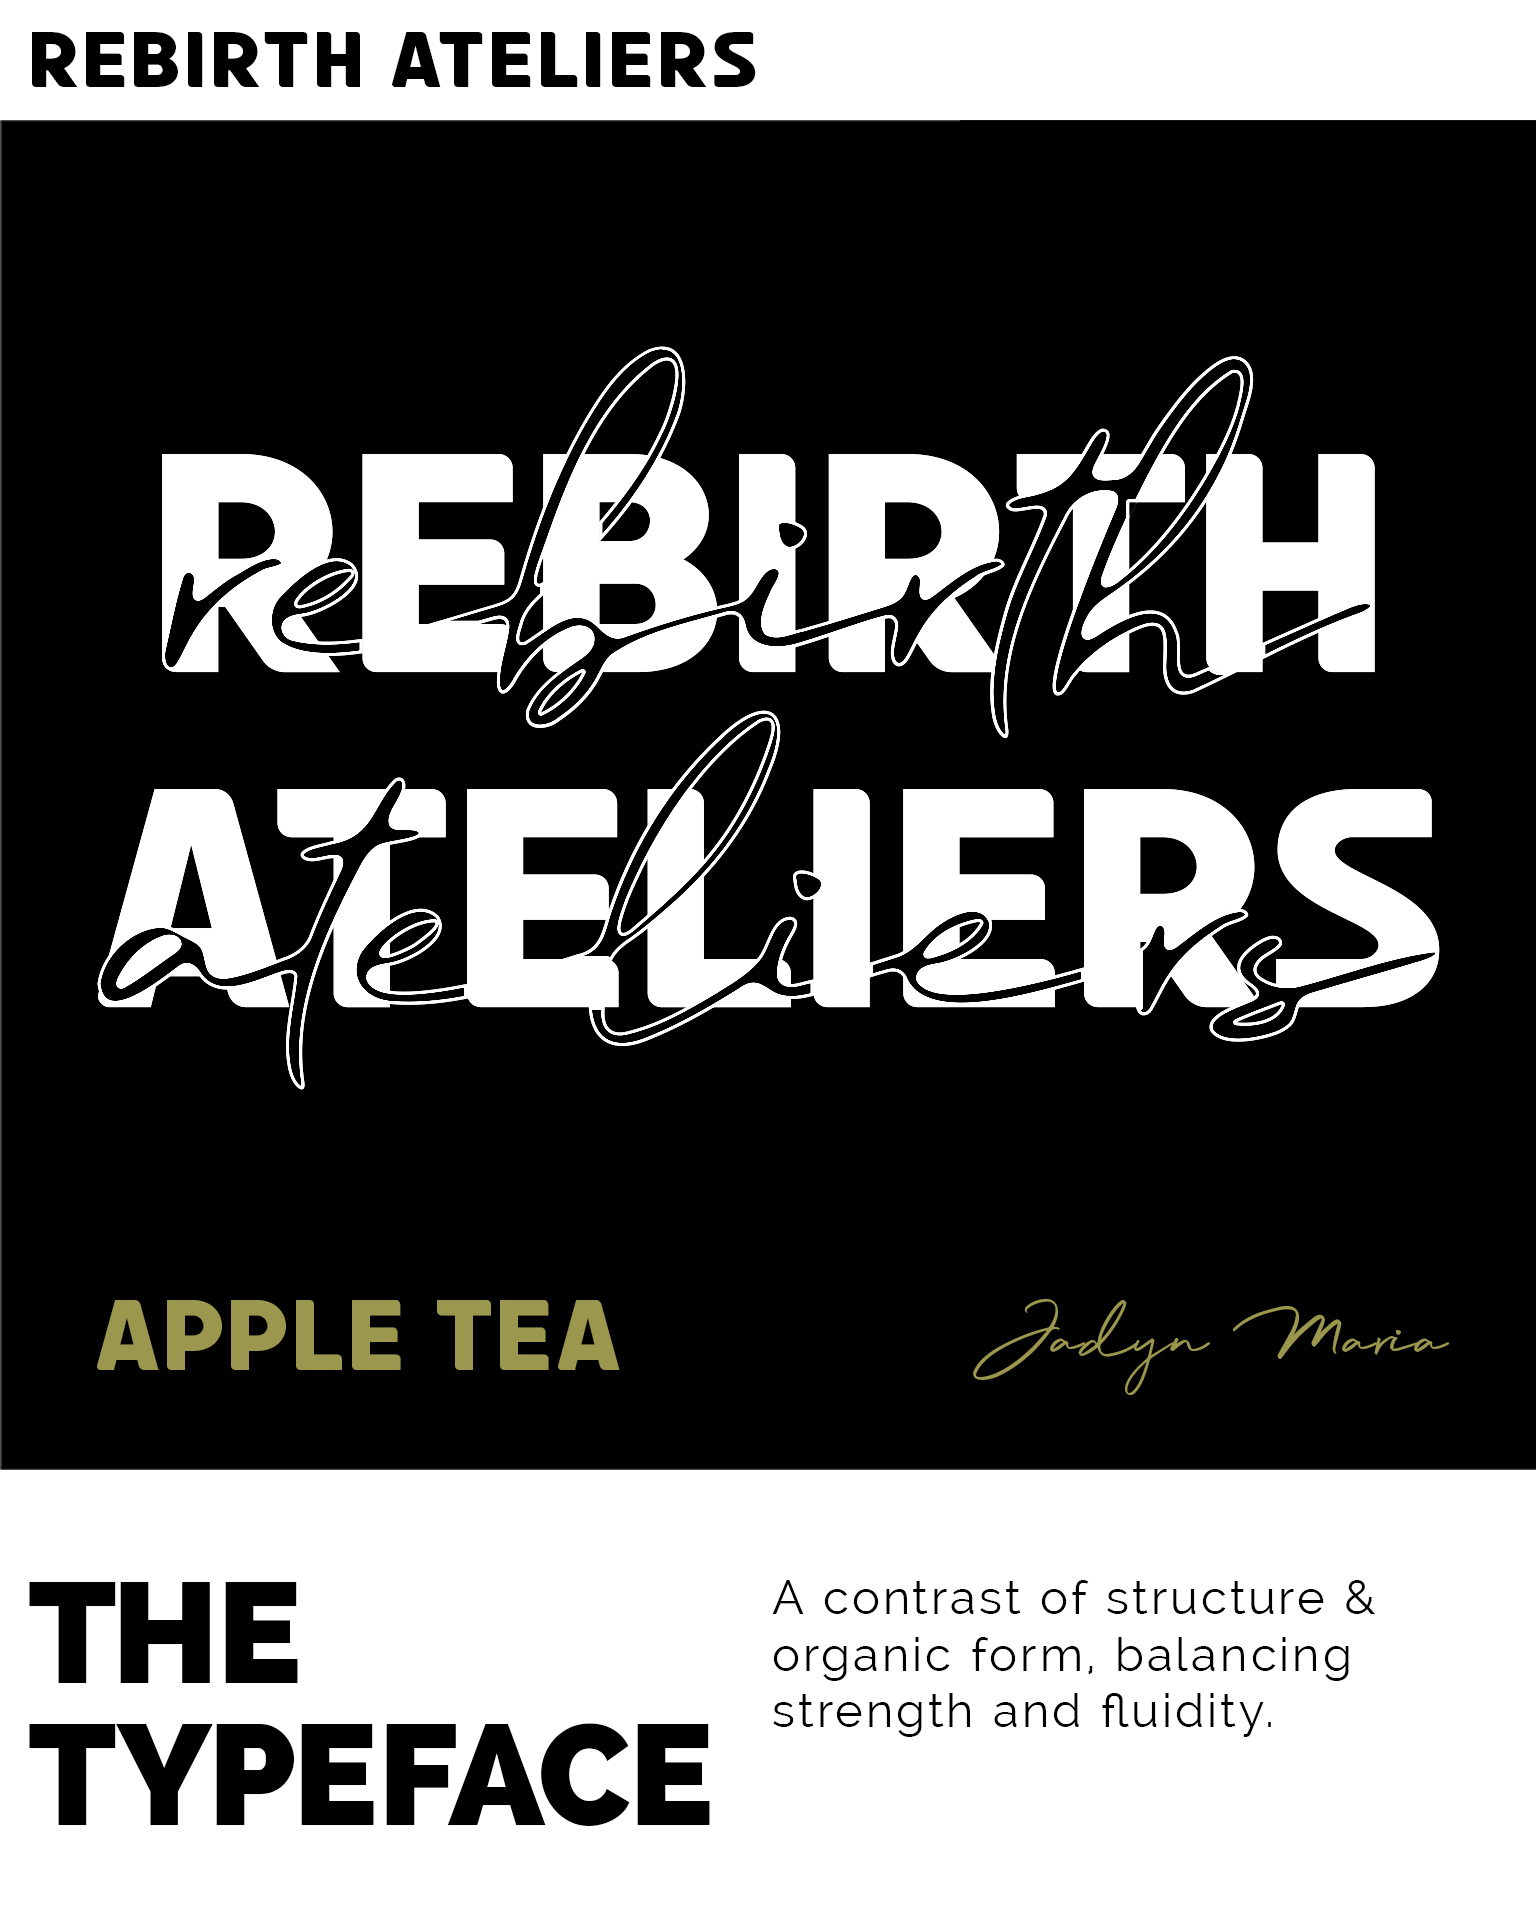 REBIRTH ATELIERS
REBIRTH
rebirth
ATELIERS
ateliers
APPLE TEA
Jadyn Maria
THE
TYPEFACE
A contrast of structure &
organic form, balancing
strength and fluidity.